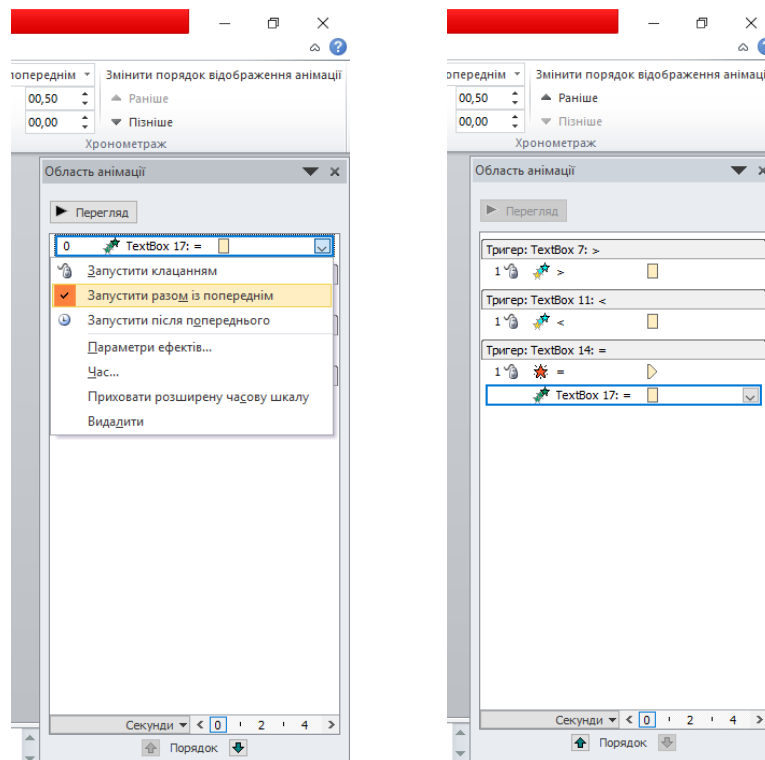 попереднім
Змінити порядок відображення анімації
00,50
Раніше
00,00
Пізніше
Хронометраж
Область анімації
Перегляд
0 TextBox 17: =
Запустити клацанням
Запустити разом із попереднім
Запустити після попереднього
Параметри ефектів...
Час...
Приховати розширену часову шкалу
Видалити
Секунди 0 2 4
Порядок
опереднім
Змінити порядок відображення анімаці
00,50
Раніше
00,00
Пізніше
Хронометраж
Область анімації
Перегляд
Тригер: TextBox 7: >
1 >
Тригер: TextBox 11: <
1 <
Тригер: TextBox 14: =
1 =
TextBox 17: =
Секунди 0 2 4
Порядок